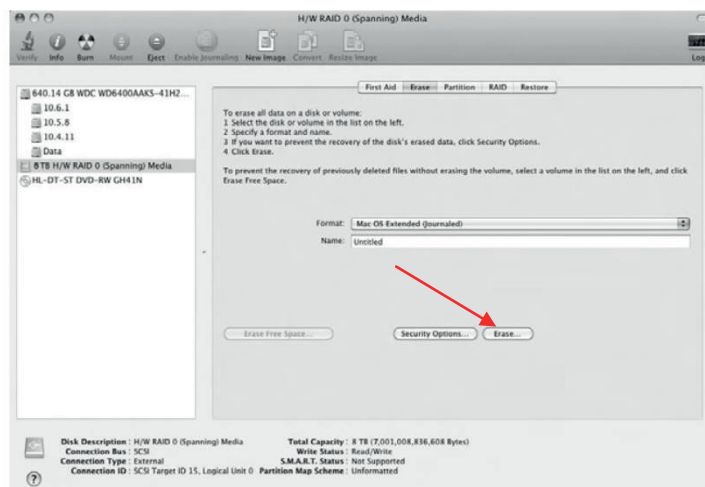 H/W RAID 0 (Spanning) Media
Verify Info Burn Mount Eject Enable Journaling New Image Convert Resize Image Log
640.14 GB WDC WD6400AAKS-41H2...
10.6.1
10.5.8
10.4.11
Data
8 TB H/W RAID 0 (Spanning) Media
HL-DT-ST DVD-RW GH41N
First Aid Erase Partition RAID Restore
To erase all data on a disk or volume:
1 Select the disk or volume in the list on the left.
2 Specify a format and name.
3 If you want to prevent the recovery of the disk's erased data, click Security Options.
4 Click Erase.
To prevent the recovery of previously deleted files without erasing the volume, select a volume in the list on the left, and click
Erase Free Space.
Format: Mac OS Extended (Journaled)
Name: Untitled
Erase Free Space... Security Options... Erase...
Disk Description : H/W RAID 0 (Spanning) Media Total Capacity : 8 TB (7,001,008,836,608 Bytes)
Connection Bus : SCSI Write Status : Read/Write
Connection Type : External S.M.A.R.T. Status : Not Supported
Connection ID : SCSI Target ID 15, Logical Unit 0 Partition Map Scheme : Unformatted
?